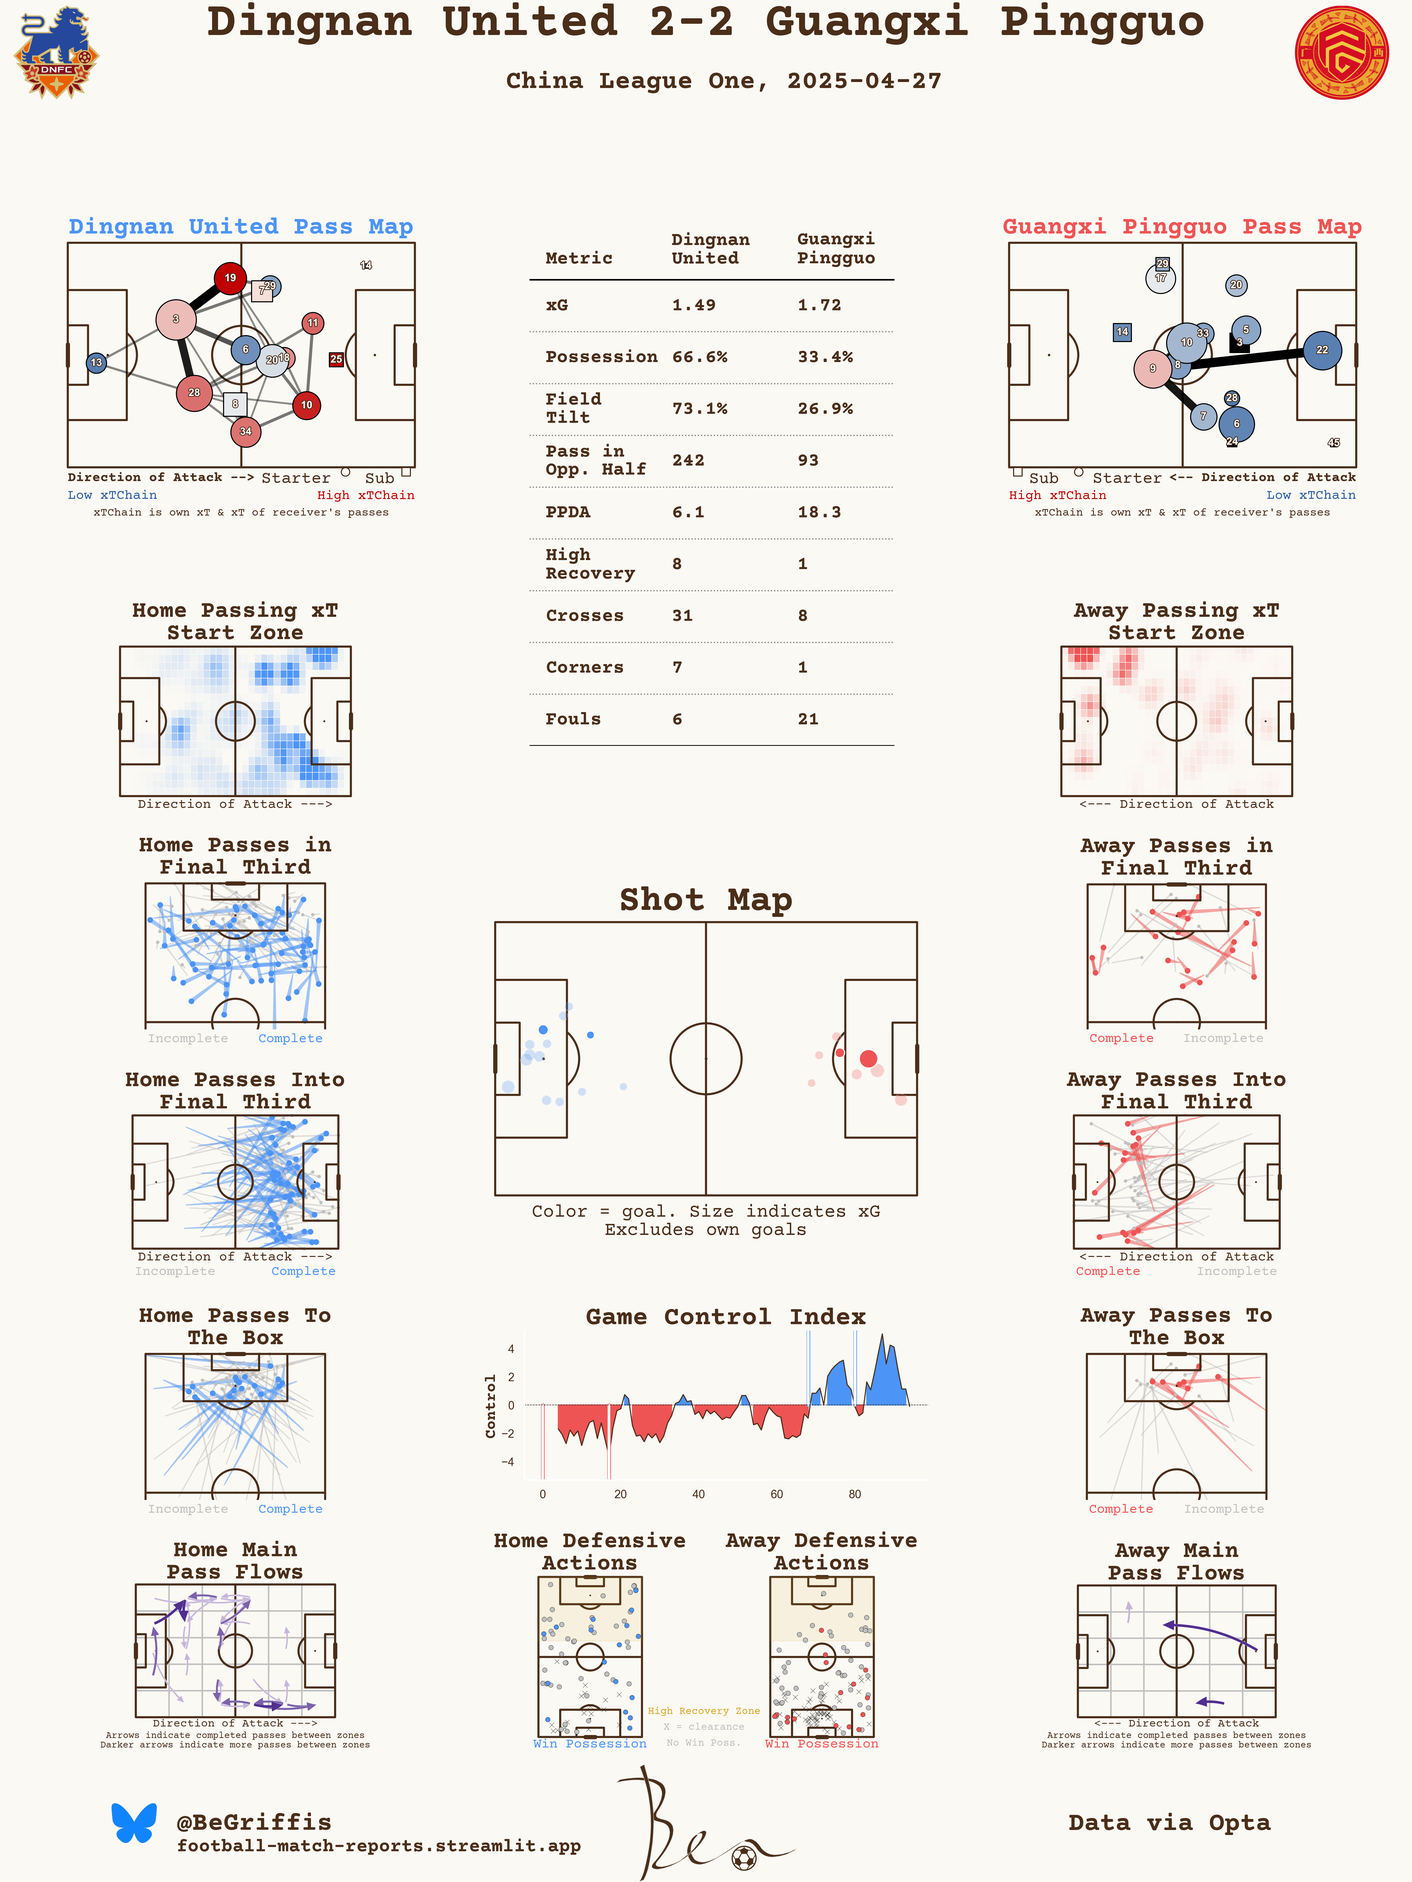 Dingnan United 2-2 Guangxi Pingguo
China League One, 2025-04-27
DNFC
广 西
Dingnan United Pass Map
19
14
7
29
3
11
6
13
20
18
25
28
8
10
34
Direction of Attack --> Starter Sub
Low xTChain High xTChain
xTChain is own xT & xT of receiver's passes
Metric Dingnan United Guangxi Pingguo
xG 1.49 1.72
Possession 66.6% 33.4%
Field Tilt 73.1% 26.9%
Pass in Opp. Half 242 93
PPDA 6.1 18.3
High Recovery 8 1
Crosses 31 8
Corners 7 1
Fouls 6 21
Guangxi Pingguo Pass Map
29
17
20
14
33
5
10
3
22
8
9
28
7
6
24
45
Sub Starter <-- Direction of Attack
High xTChain Low xTChain
xTChain is own xT & xT of receiver's passes
Home Passing xT
Start Zone
Direction of Attack --->
Away Passing xT
Start Zone
<--- Direction of Attack
Home Passes in
Final Third
Incomplete Complete
Shot Map
Color = goal. Size indicates xG
Excludes own goals
Away Passes in
Final Third
Complete Incomplete
Home Passes Into
Final Third
Direction of Attack --->
Incomplete Complete
Away Passes Into
Final Third
<--- Direction of Attack
Complete Incomplete
Home Passes To
The Box
Incomplete Complete
Game Control Index
Control
4
2
0
−2
−4
0 20 40 60 80
Away Passes To
The Box
Complete Incomplete
Home Main
Pass Flows
Direction of Attack --->
Arrows indicate completed passes between zones
Darker arrows indicate more passes between zones
Home Defensive
Actions
Win Possession
High Recovery Zone
X = clearance
No Win Poss.
Away Defensive
Actions
Win Possession
Away Main
Pass Flows
<--- Direction of Attack
Arrows indicate completed passes between zones
Darker arrows indicate more passes between zones
@BeGriffis
football-match-reports.streamlit.app
Ben
Data via Opta